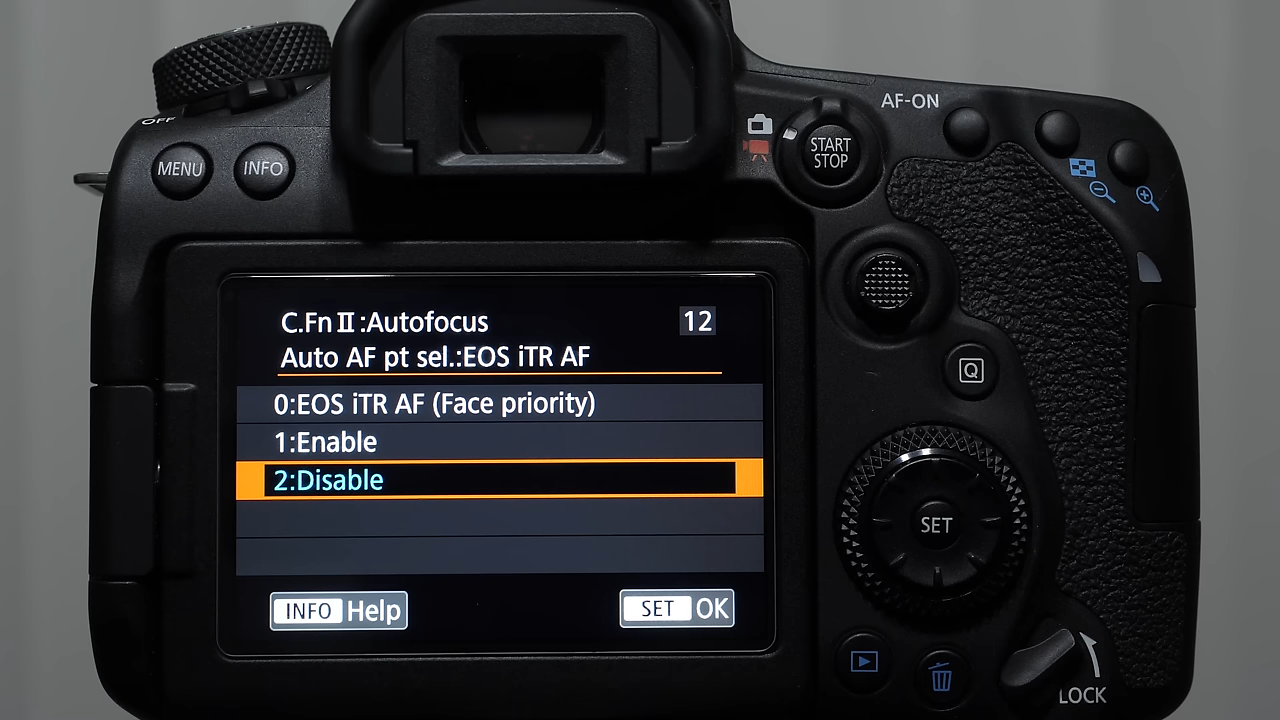 OFF
MENU
INFO
START
STOP
AF-ON
C.Fn II:Autofocus
12
Auto AF pt sel.:EOS iTR AF
0:EOS iTR AF (Face priority)
1:Enable
2:Disable
INFO Help
SET OK
Q
SET
LOCK